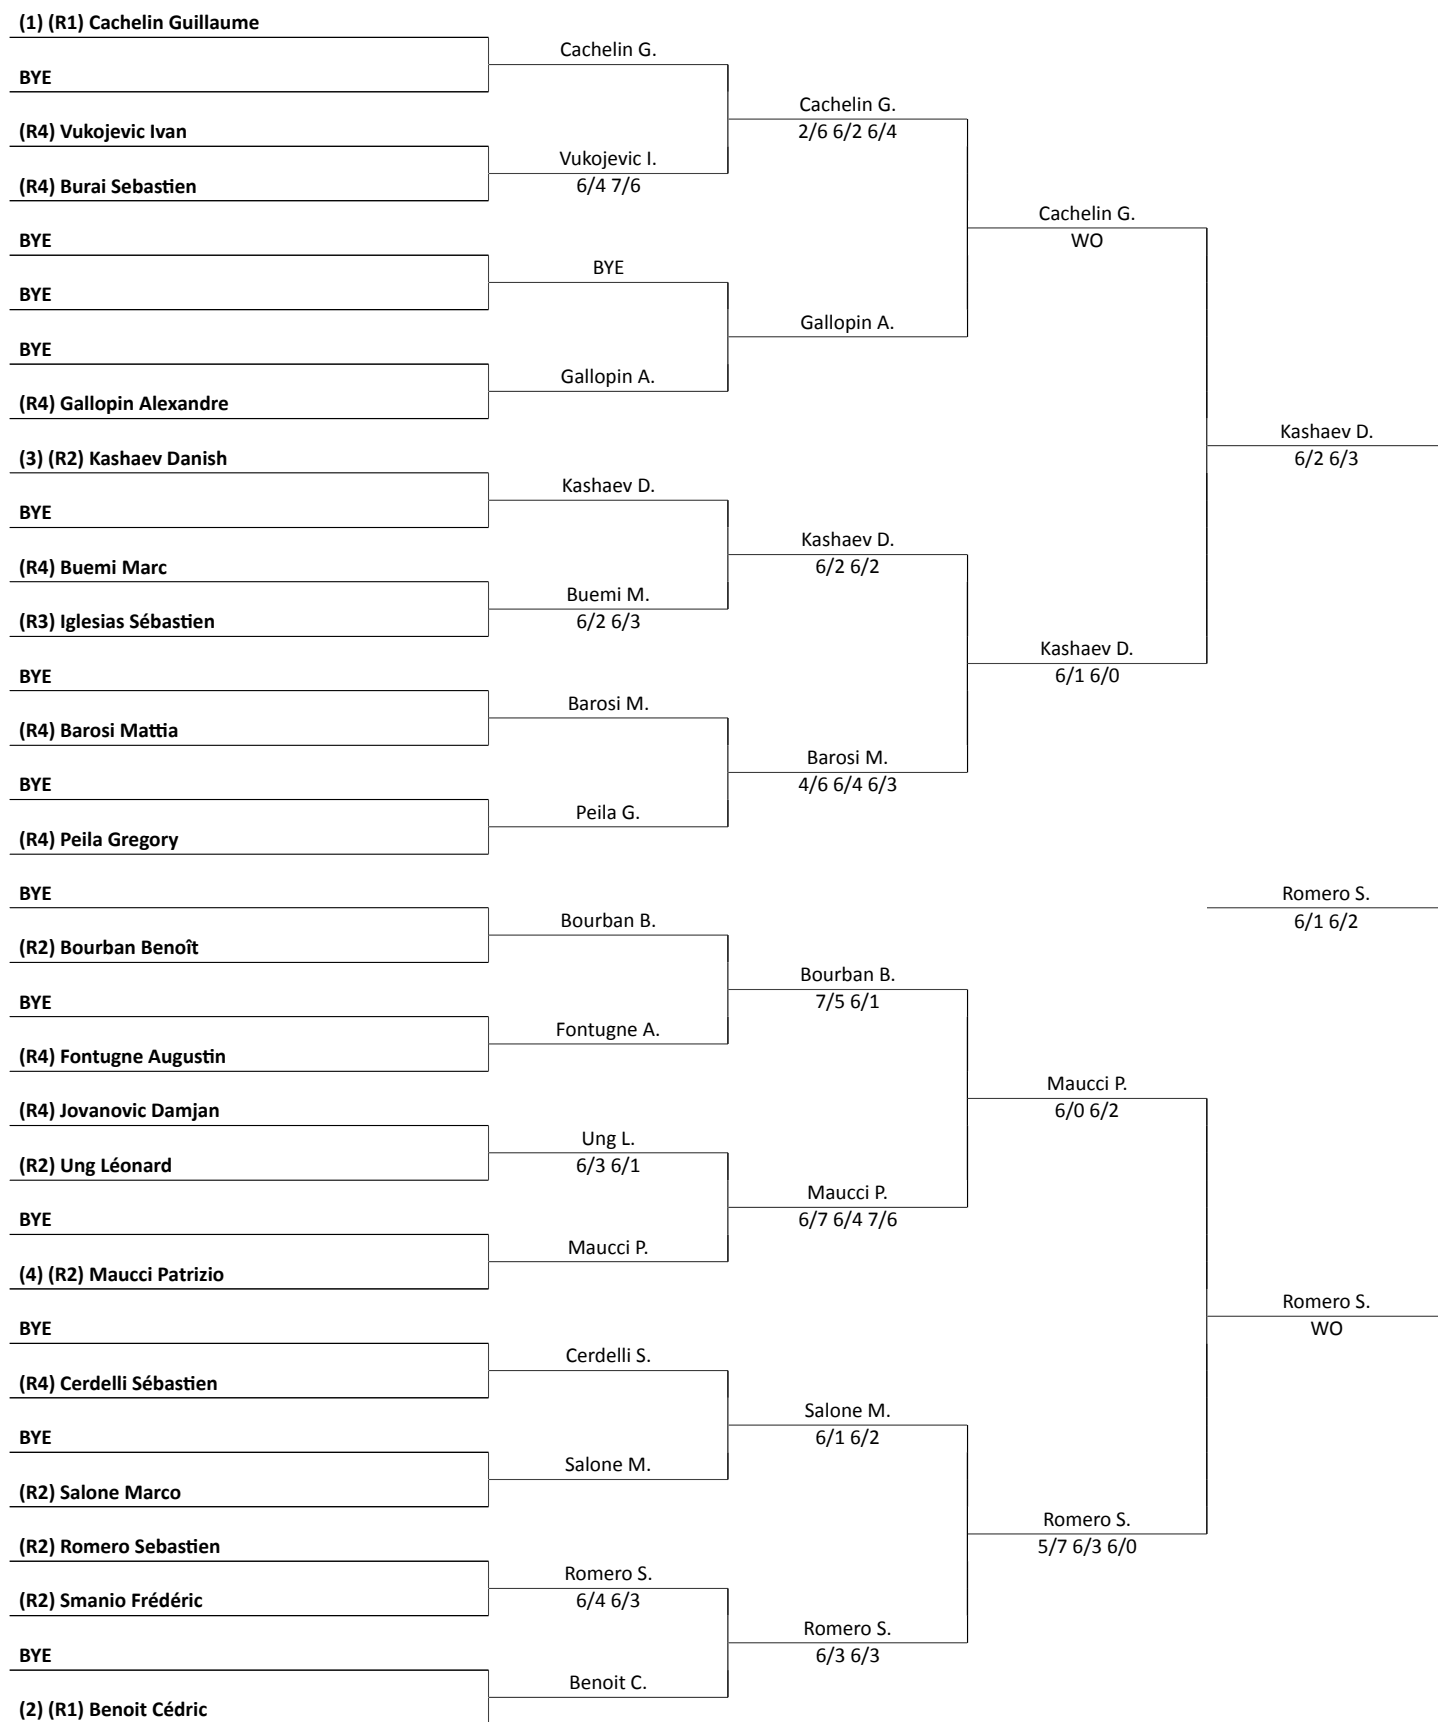 (1) (R1) Cachelin Guillaume
Cachelin G.
BYE
Cachelin G.
2/6 6/2 6/4
(R4) Vukojevic Ivan
Vukojevic I.
6/4 7/6
(R4) Burai Sebastien
Cachelin G.
WO
BYE
BYE
BYE
Gallopin A.
BYE
Gallopin A.
(R4) Gallopin Alexandre
Kashaev D.
6/2 6/3
(3) (R2) Kashaev Danish
Kashaev D.
BYE
Kashaev D.
6/2 6/2
(R4) Buemi Marc
Buemi M.
6/2 6/3
(R3) Iglesias Sébastien
Kashaev D.
6/1 6/0
BYE
Barosi M.
(R4) Barosi Mattia
Barosi M.
4/6 6/4 6/3
BYE
Peila G.
(R4) Peila Gregory
BYE
Romero S.
6/1 6/2
Bourban B.
(R2) Bourban Benoît
Bourban B.
7/5 6/1
BYE
Fontugne A.
(R4) Fontugne Augustin
Maucci P.
6/0 6/2
(R4) Jovanovic Damjan
Ung L.
6/3 6/1
(R2) Ung Léonard
Maucci P.
6/7 6/4 7/6
BYE
Maucci P.
(4) (R2) Maucci Patrizio
Romero S.
WO
BYE
Cerdelli S.
(R4) Cerdelli Sébastien
Salone M.
6/1 6/2
BYE
Salone M.
(R2) Salone Marco
Romero S.
5/7 6/3 6/0
(R2) Romero Sebastien
Romero S.
6/4 6/3
(R2) Smanio Frédéric
Romero S.
6/3 6/3
BYE
Benoit C.
(2) (R1) Benoit Cédric